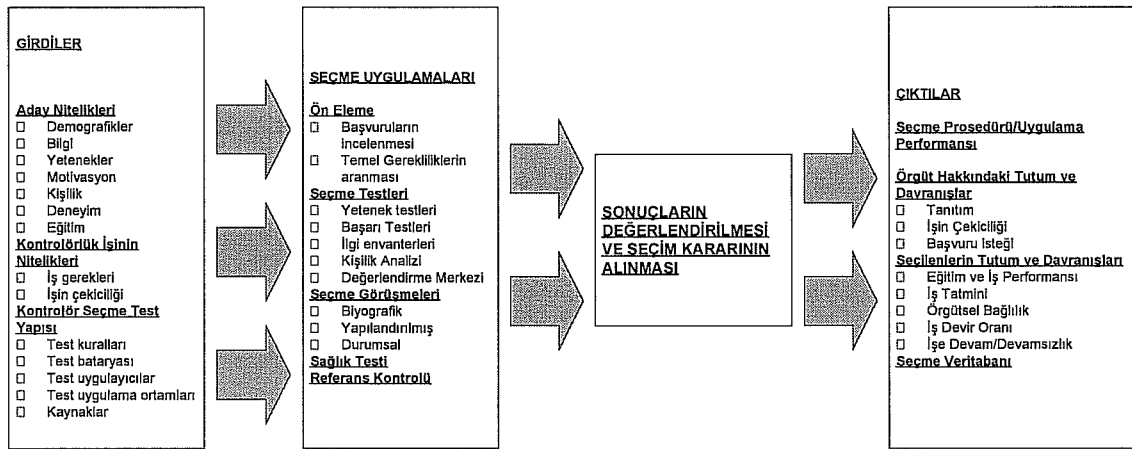 GİRDİLER
Aday Nitelikleri
Demografikler
Bilgi
Yetenekler
Motivasyon
Kişilik
Deneyim
Eğitim
Kontrolörlük İşinin
Nitelikleri
İş gerekleri
İşin çekiciliği
Kontrolör Seçme Test
Yapısı
Test kuralları
Test bataryası
Test uygulayıcılar
Test uygulama ortamları
Kaynaklar
SEÇME UYGULAMALARI
Ön Eleme
Başvuruların
incelenmesi
Temel Gerekliliklerin
aranması
Seçme Testleri
Yetenek testleri
Başarı Testleri
İlgi envanterleri
Kişilik Analizi
Değerlendirme Merkezi
Seçme Görüşmeleri
Biyografik
Yapılandırılmış
Durumsal
Sağlık Testi
Referans Kontrolü
SONUÇLARIN
DEĞERLENDİRİLMESİ
VE SEÇİM KARARININ
ALINMASI
ÇIKTILAR
Seçme Prosedürü/Uygulama
Performansı
Örgüt Hakkındaki Tutum ve
Davranışlar
Tanıtım
İşin Çekiciliği
Başvuru İsteği
Seçilenlerin Tutum ve Davranışları
Eğitim ve İş Performansı
İş Tatmini
Örgütsel Bağlılık
İş Devir Oranı
İşe Devam/Devamsızlık
Seçme Veritabanı